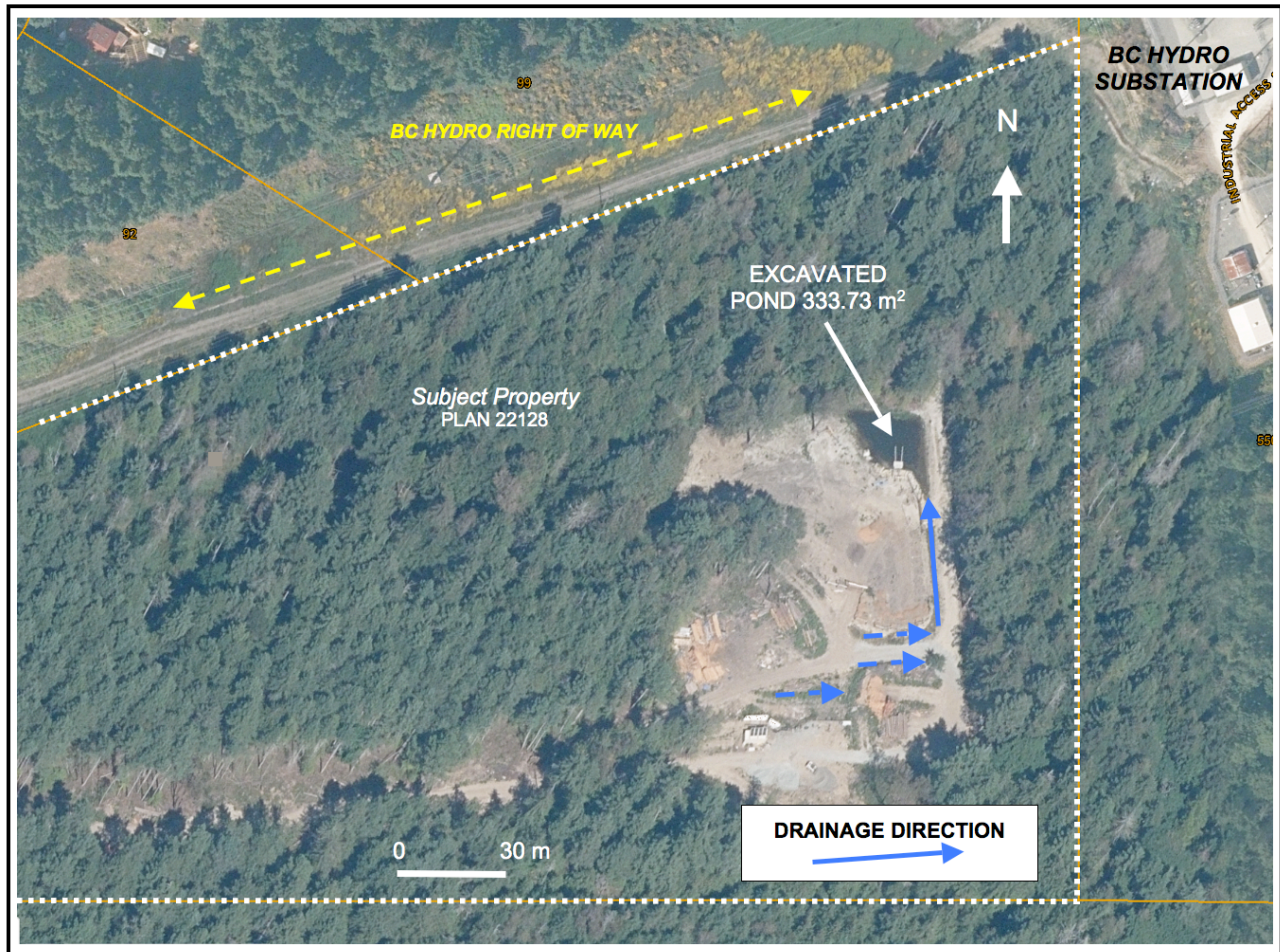 BC HYDRO
SUBSTATION
99
BC HYDRO RIGHT OF WAY
N
INDUSTRIAL ACCESS
92
EXCAVATED
POND 333.73 m²
Subject Property
PLAN 22128
DRAINAGE DIRECTION
0 30 m